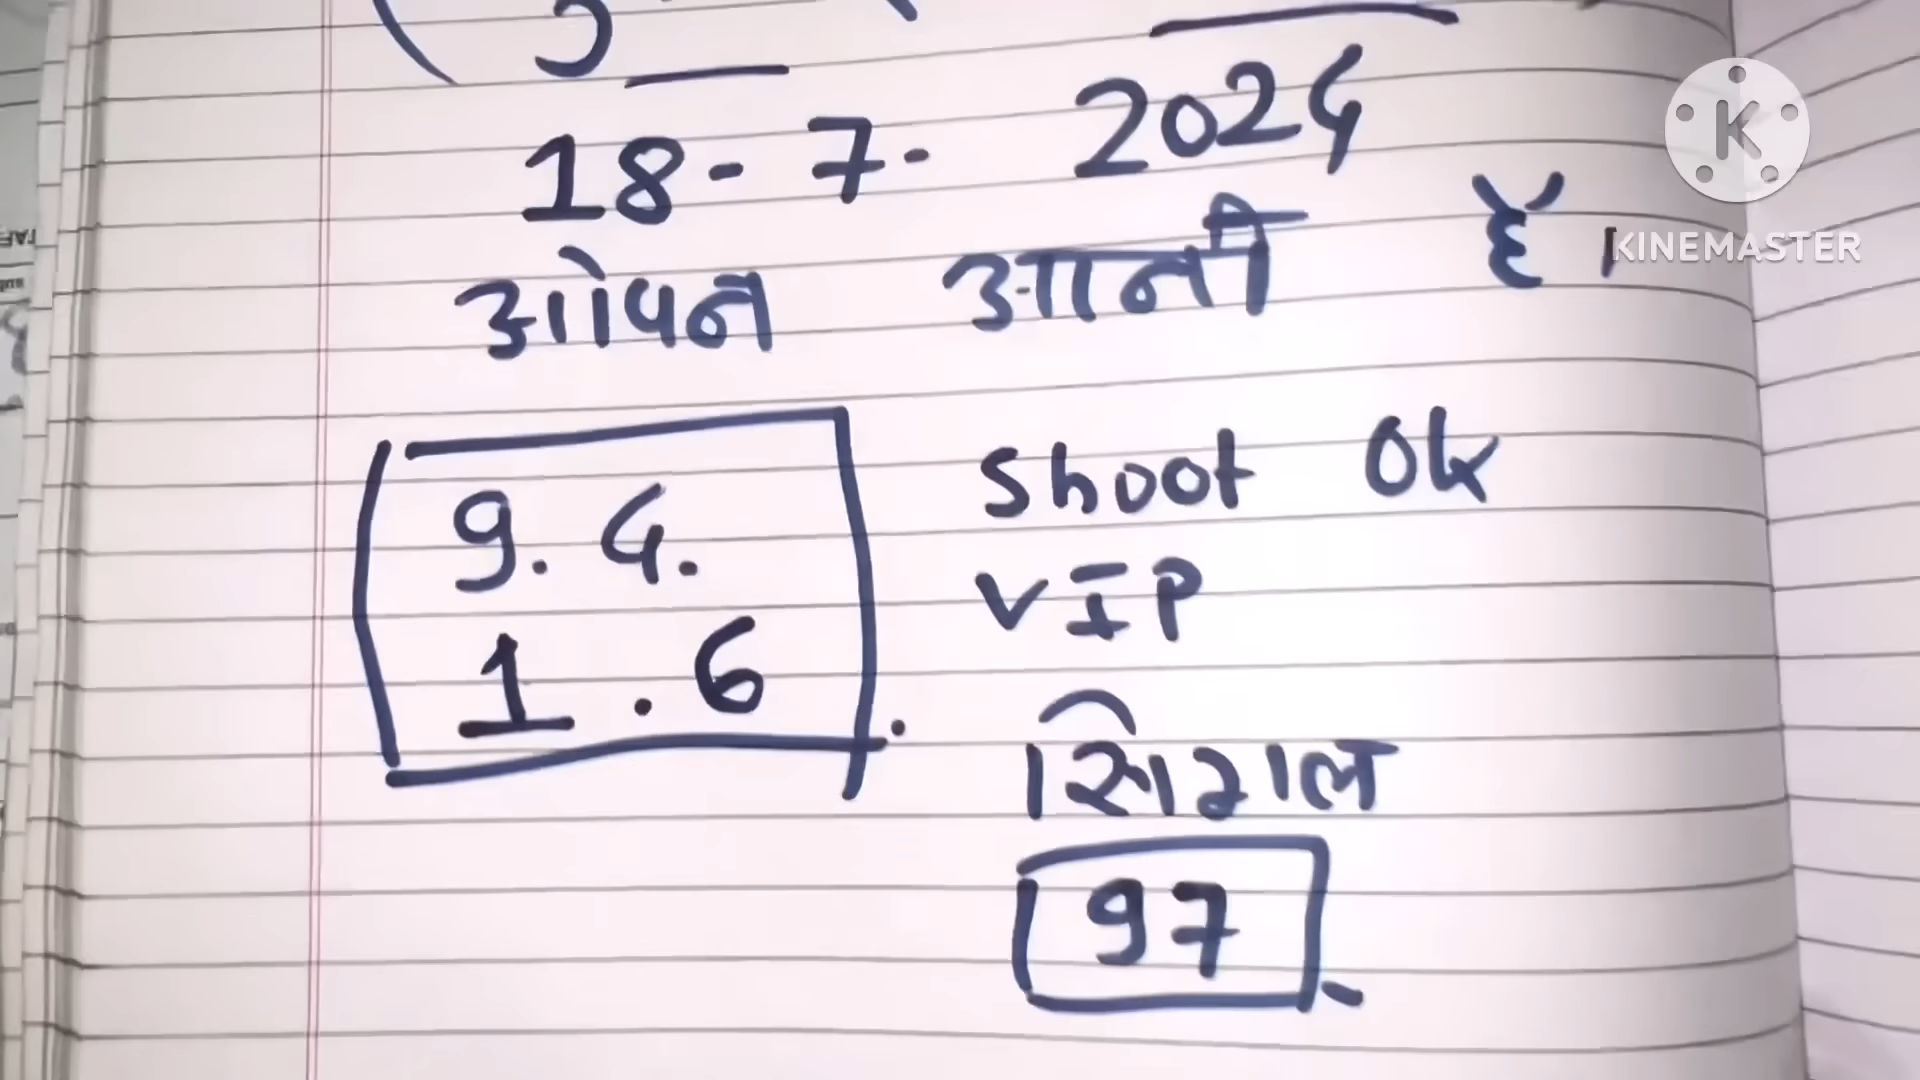 18-7-2024
ओपन आनी हैं।
9.4. Shoot Ok
1.6. VIP
सिंगल
97
KINEMASTER